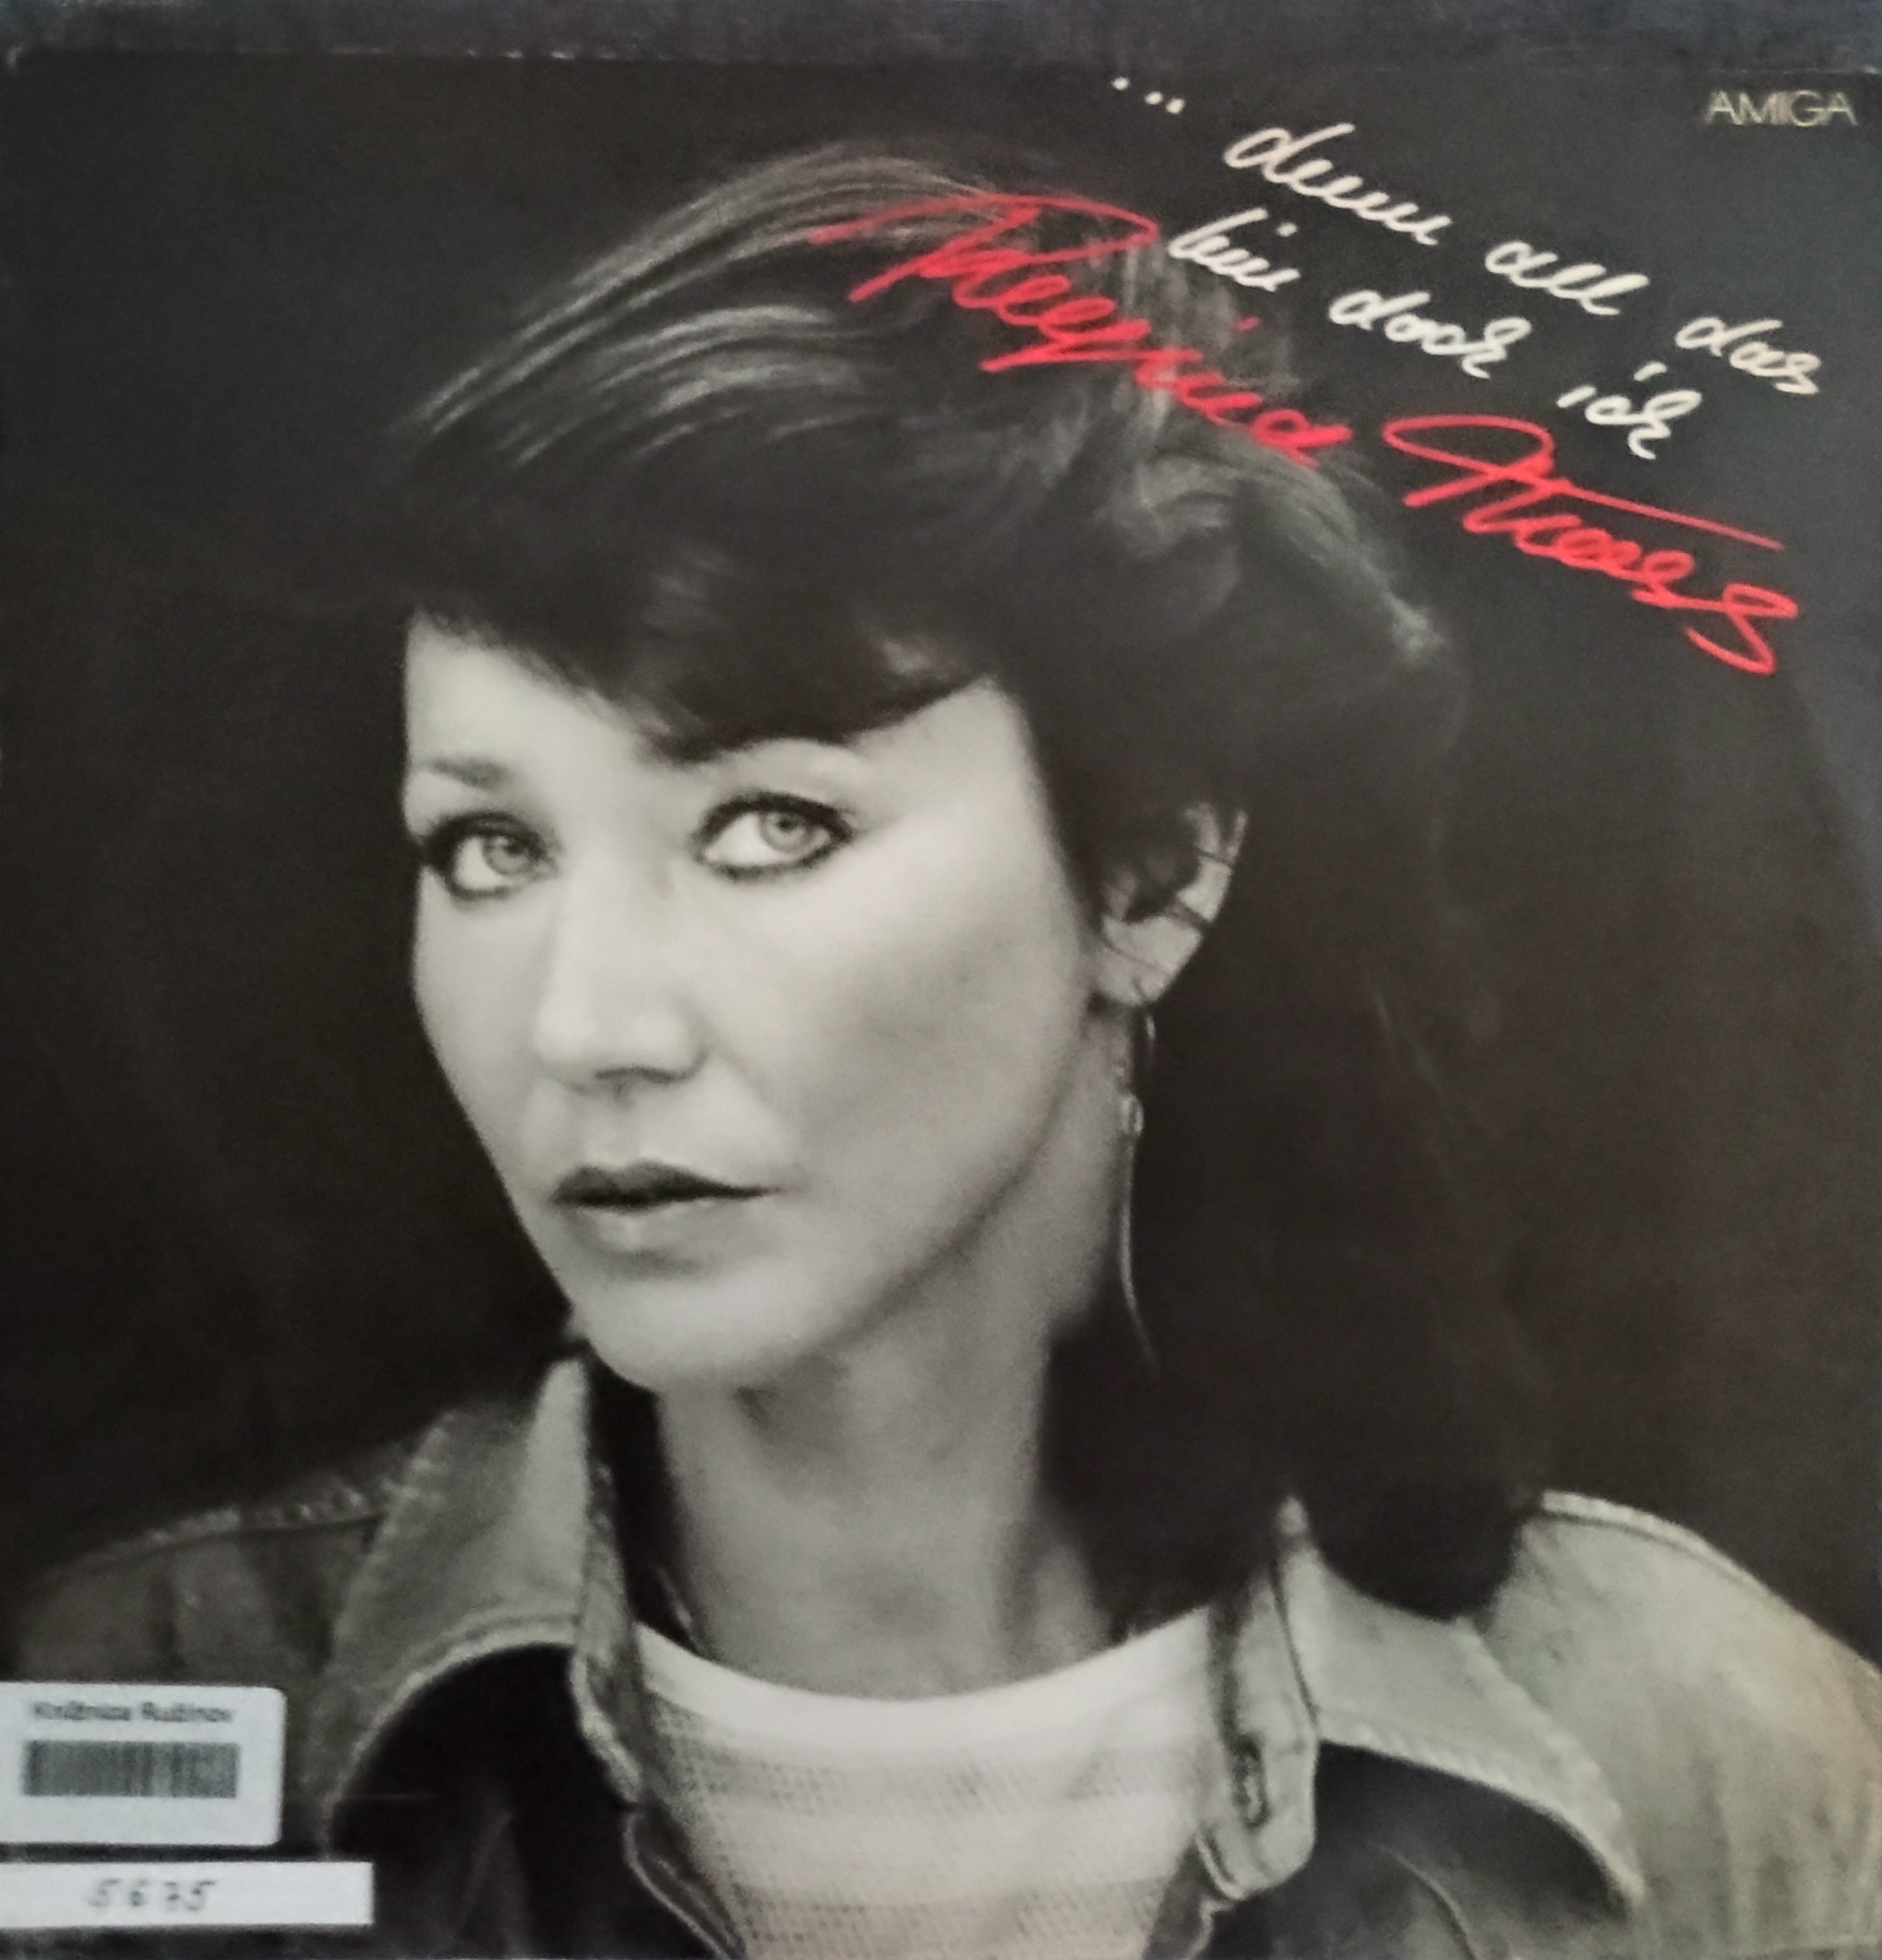 AMIGA
... denn all das
bin doch ich
Regina Thoss
Knižnica Ružinov
5675